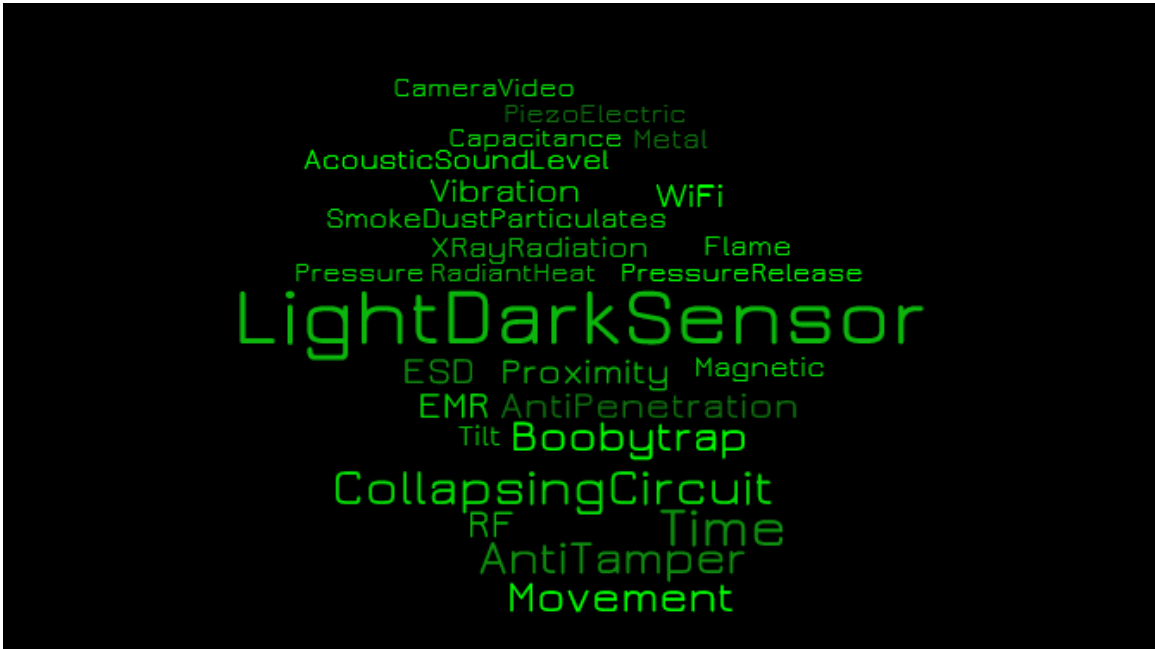 CameraVideo
PiezoElectric
Capacitance Metal
AcousticSoundLevel
Vibration WiFi
SmokeDustParticulates
XRayRadiation Flame
Pressure RadiantHeat PressureRelease
LightDarkSensor
ESD Proximity Magnetic
EMR AntiPenetration
Tilt Boobytrap
CollapsingCircuit
RF Time
AntiTamper
Movement